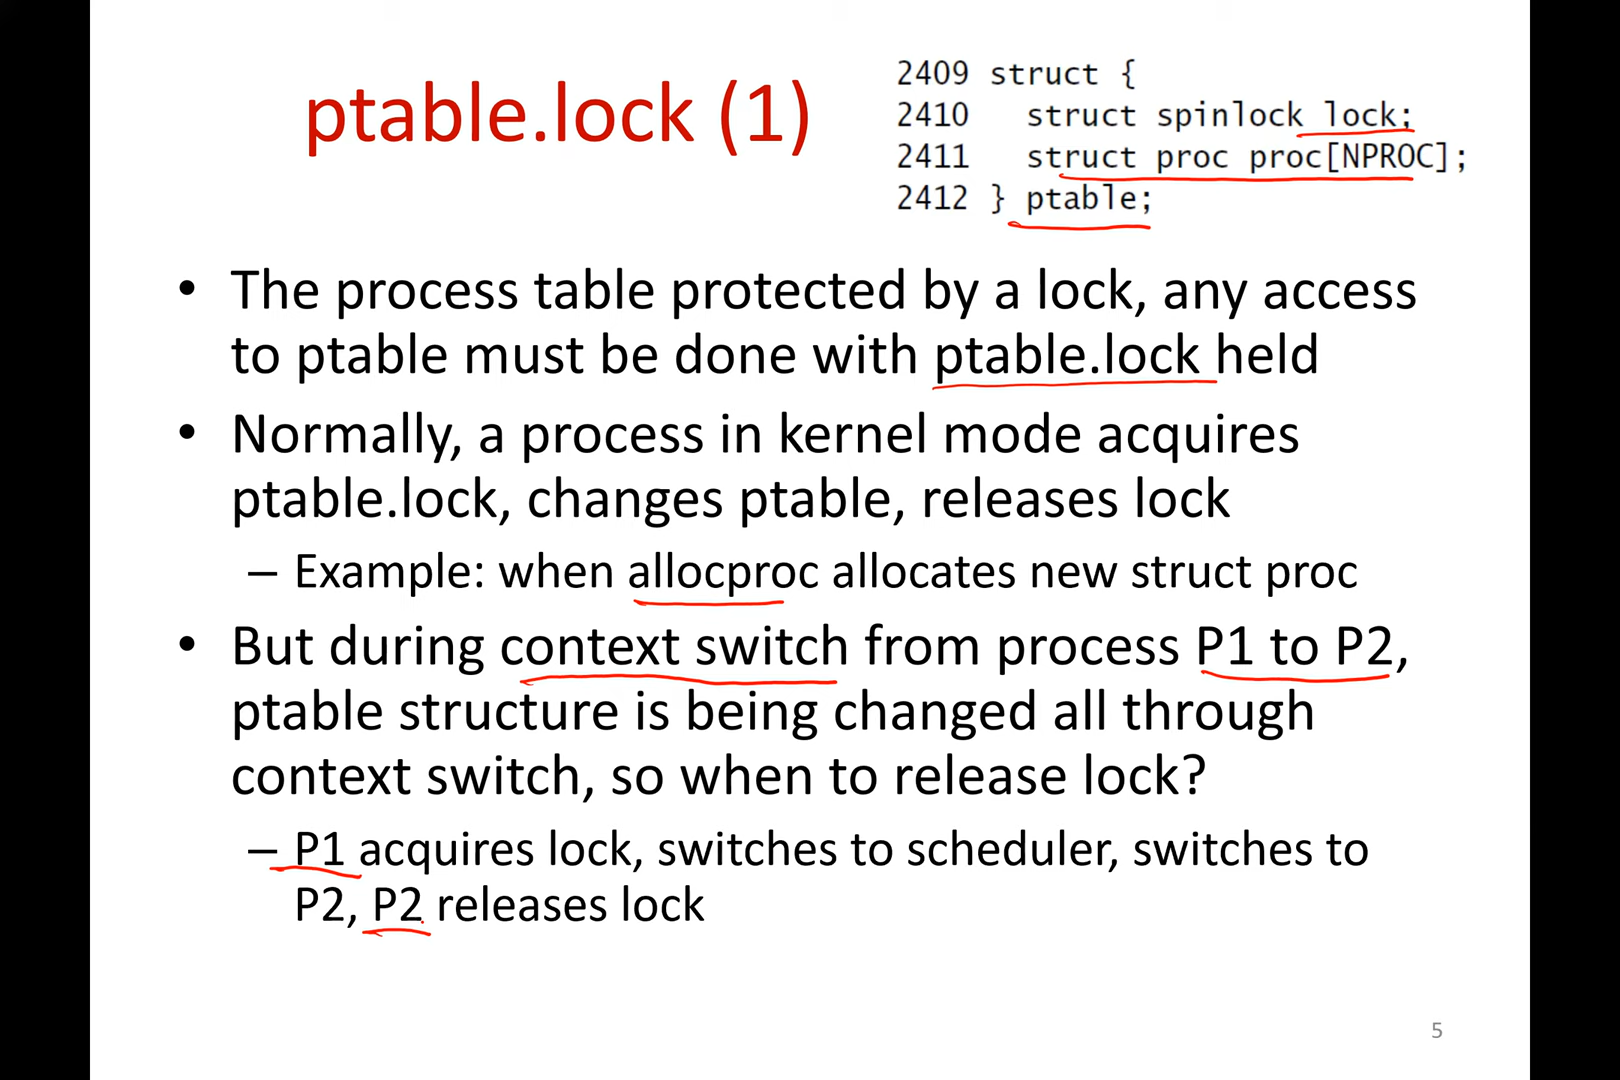 ptable.lock (1)
2409 struct {
2410   struct spinlock lock;
2411   struct proc proc[NPROC];
2412 } ptable;
• The process table protected by a lock, any access
to ptable must be done with ptable.lock held
• Normally, a process in kernel mode acquires
ptable.lock, changes ptable, releases lock
– Example: when allocproc allocates new struct proc
• But during context switch from process P1 to P2,
ptable structure is being changed all through
context switch, so when to release lock?
– P1 acquires lock, switches to scheduler, switches to
P2, P2 releases lock
5